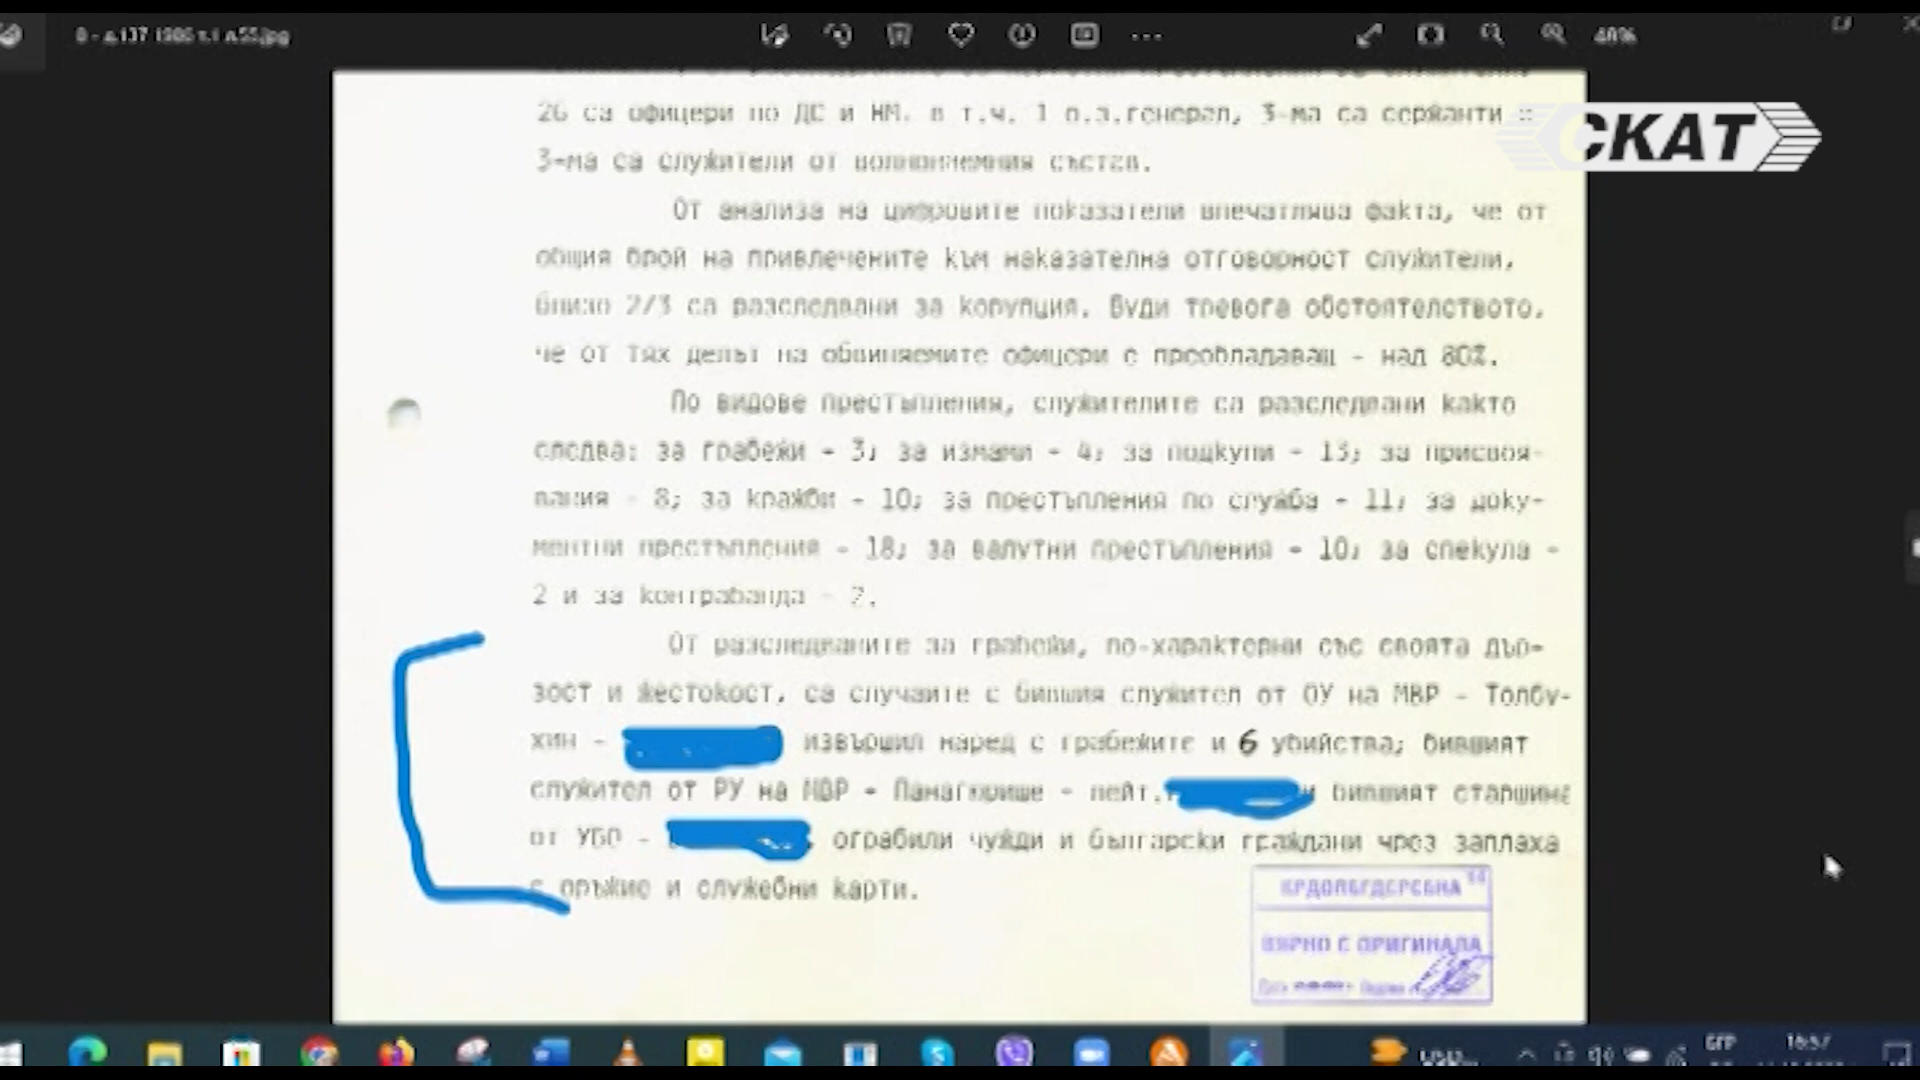 26 са офицери по ДС и НМ, в т.ч. 1 о.з.генерал, 3-ма са сержанти и
СКАТ
3-ма са служители от волнонаемния състав.
От анализа на цифровите показатели впечатлява факта, че от
общия брой на привлечените към наказателна отговорност служители,
близо 2/3 са разследвани за корупция. Буди тревога обстоятелството,
че от тях делът на обвиняемите офицери е преобладаващ - над 80%.
По видове престъпления, служителите са разследвани както
следва: за грабежи - 3; за измами - 4; за подкупи - 13; за присвоя-
вания - 8; за кражби - 10; за престъпления по служба - 11; за доку-
ментни престъпления - 18; за валутни престъпления - 10; за спекула -
2 и за контрабанда - 2.
От разследваните за грабежи, по-характерни със своята дър-
зост и жестокост, са случаите с бившия служител от ОУ на МВР - Толбу-
хин - извършил наред с грабежите и 6 убийства; бившият
служител от РУ на МВР - Панагюрище - лейт. и бившият старшина
от УБО - ограбили чужди и български граждани чрез заплаха
с оръжие и служебни карти.
КРДОПБГДСРСБНА
ВЯРНО С ОРИГИНАЛА
48%
БГР
16:57